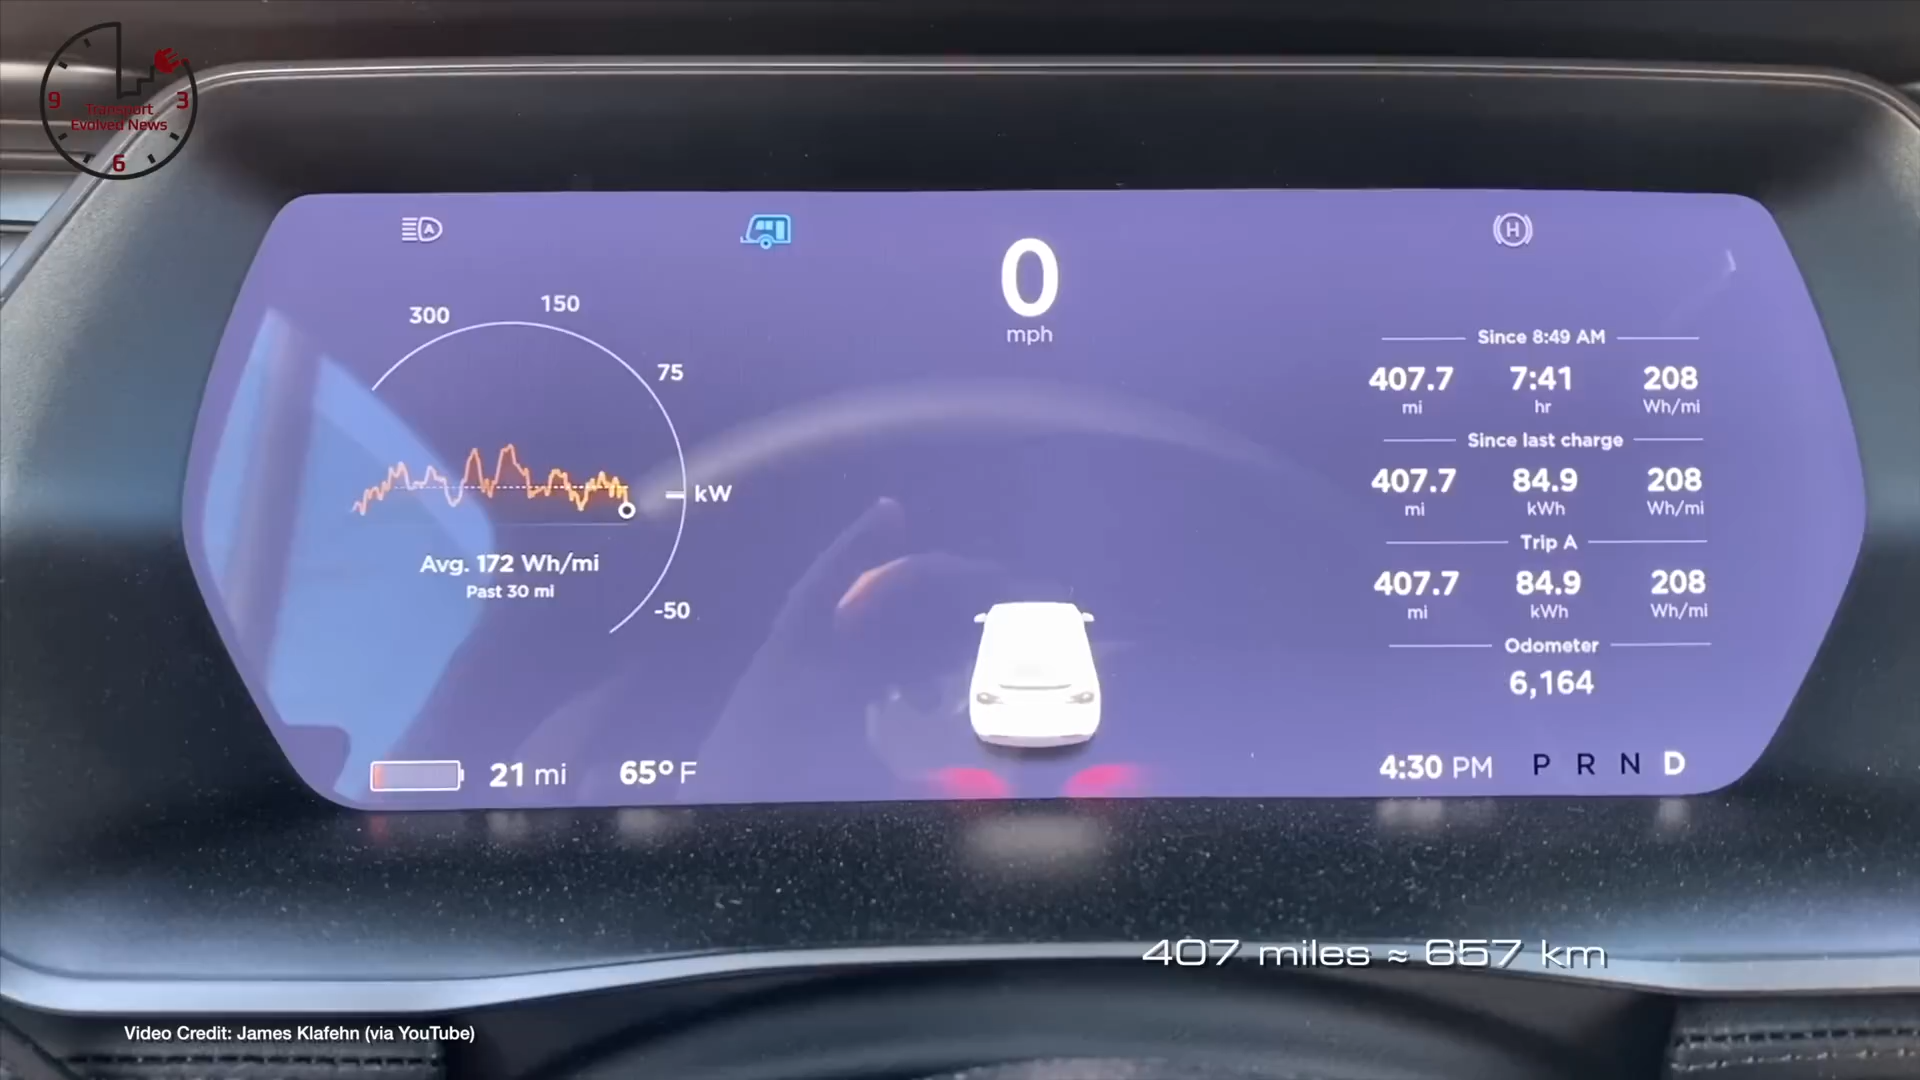 9
3
6
Transport
Evolved News
A
0
mph
H
300
150
75
kW
-50
Avg. 172 Wh/mi
Past 30 mi
Since 8:49 AM
407.7 7:41 208
mi hr Wh/mi
Since last charge
407.7 84.9 208
mi kWh Wh/mi
Trip A
407.7 84.9 208
mi kWh Wh/mi
Odometer
6,164
21 mi 65° F
4:30 PM P R N D
407 miles ≈ 657 km
Video Credit: James Klafehn (via YouTube)